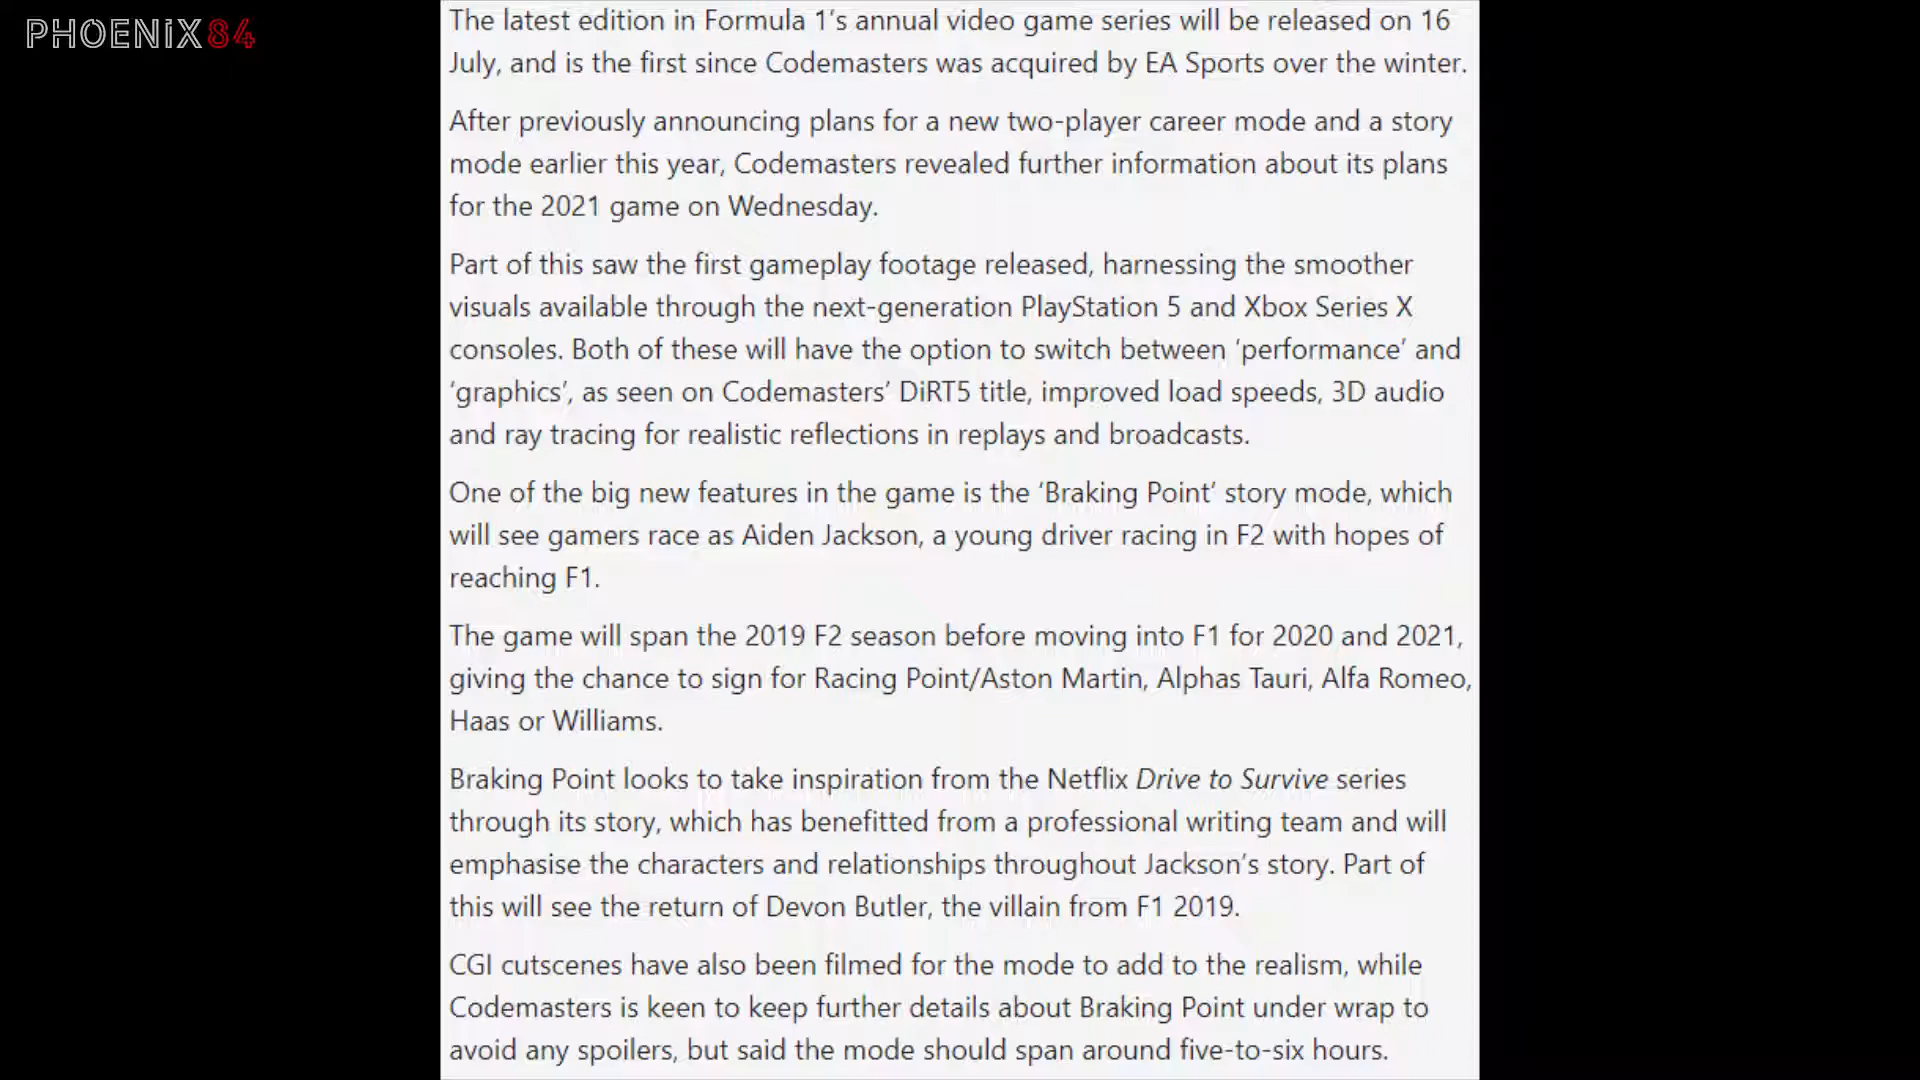 PHOENiX84
The latest edition in Formula 1’s annual video game series will be released on 16
July, and is the first since Codemasters was acquired by EA Sports over the winter.
After previously announcing plans for a new two-player career mode and a story
mode earlier this year, Codemasters revealed further information about its plans
for the 2021 game on Wednesday.
Part of this saw the first gameplay footage released, harnessing the smoother
visuals available through the next-generation PlayStation 5 and Xbox Series X
consoles. Both of these will have the option to switch between ‘performance’ and
‘graphics’, as seen on Codemasters’ DiRT5 title, improved load speeds, 3D audio
and ray tracing for realistic reflections in replays and broadcasts.
One of the big new features in the game is the ‘Braking Point’ story mode, which
will see gamers race as Aiden Jackson, a young driver racing in F2 with hopes of
reaching F1.
The game will span the 2019 F2 season before moving into F1 for 2020 and 2021,
giving the chance to sign for Racing Point/Aston Martin, Alphas Tauri, Alfa Romeo,
Haas or Williams.
Braking Point looks to take inspiration from the Netflix Drive to Survive series
through its story, which has benefitted from a professional writing team and will
emphasise the characters and relationships throughout Jackson’s story. Part of
this will see the return of Devon Butler, the villain from F1 2019.
CGI cutscenes have also been filmed for the mode to add to the realism, while
Codemasters is keen to keep further details about Braking Point under wrap to
avoid any spoilers, but said the mode should span around five-to-six hours.